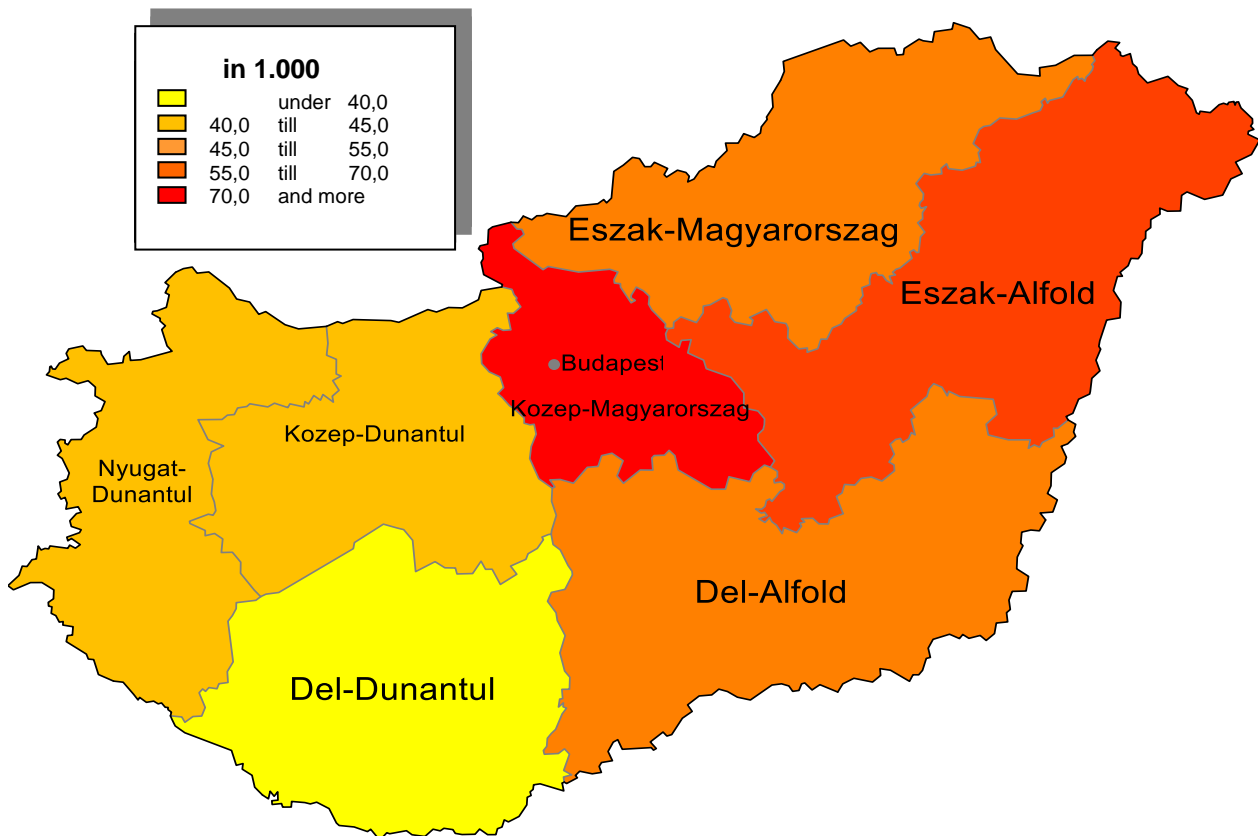 in 1.000
under 40,0
40,0 till 45,0
45,0 till 55,0
55,0 till 70,0
70,0 and more
Eszak-Magyarorszag
Eszak-Alfold
Budapest
Kozep-Magyarorszag
Kozep-Dunantul
Nyugat-
Dunantul
Del-Alfold
Del-Dunantul